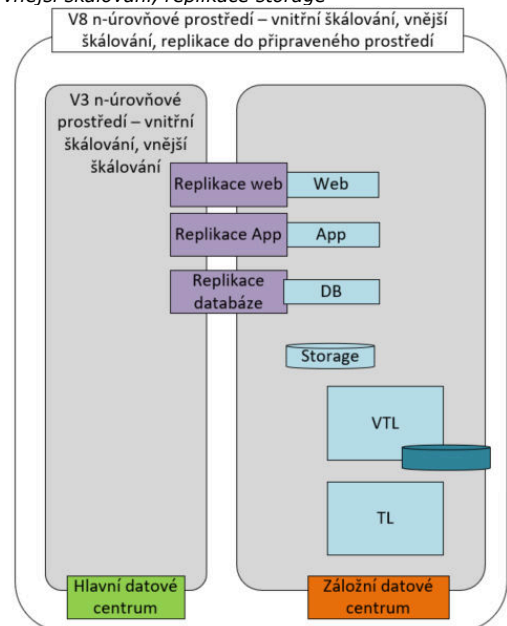 vnější škálování, replikace Storage
V8 n-úrovňové prostředí – vnitřní škálování, vnější
škálování, replikace do připraveného prostředí
V3 n-úrovňové
prostředí – vnitřní
škálování, vnější
škálování
Replikace web
Web
Replikace App
App
Replikace
databáze
DB
Storage
VTL
TL
Hlavní datové
centrum
Záložní datové
centrum